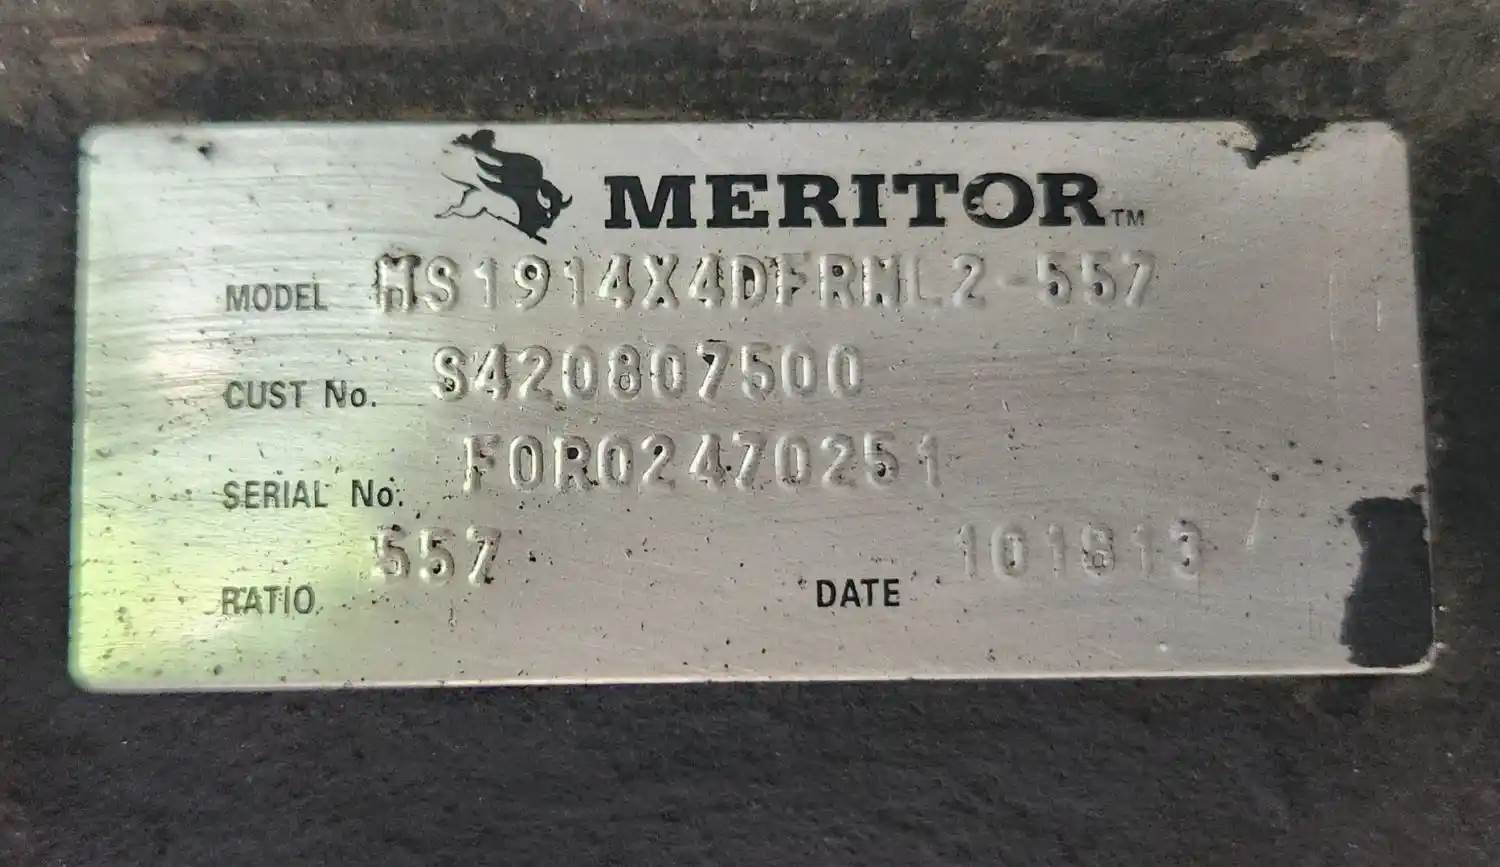 MERITOR™
MODEL MS1914X4DFRNL2-557
CUST No. S420807500
SERIAL No. FOR02470251
RATIO 557 DATE 101813